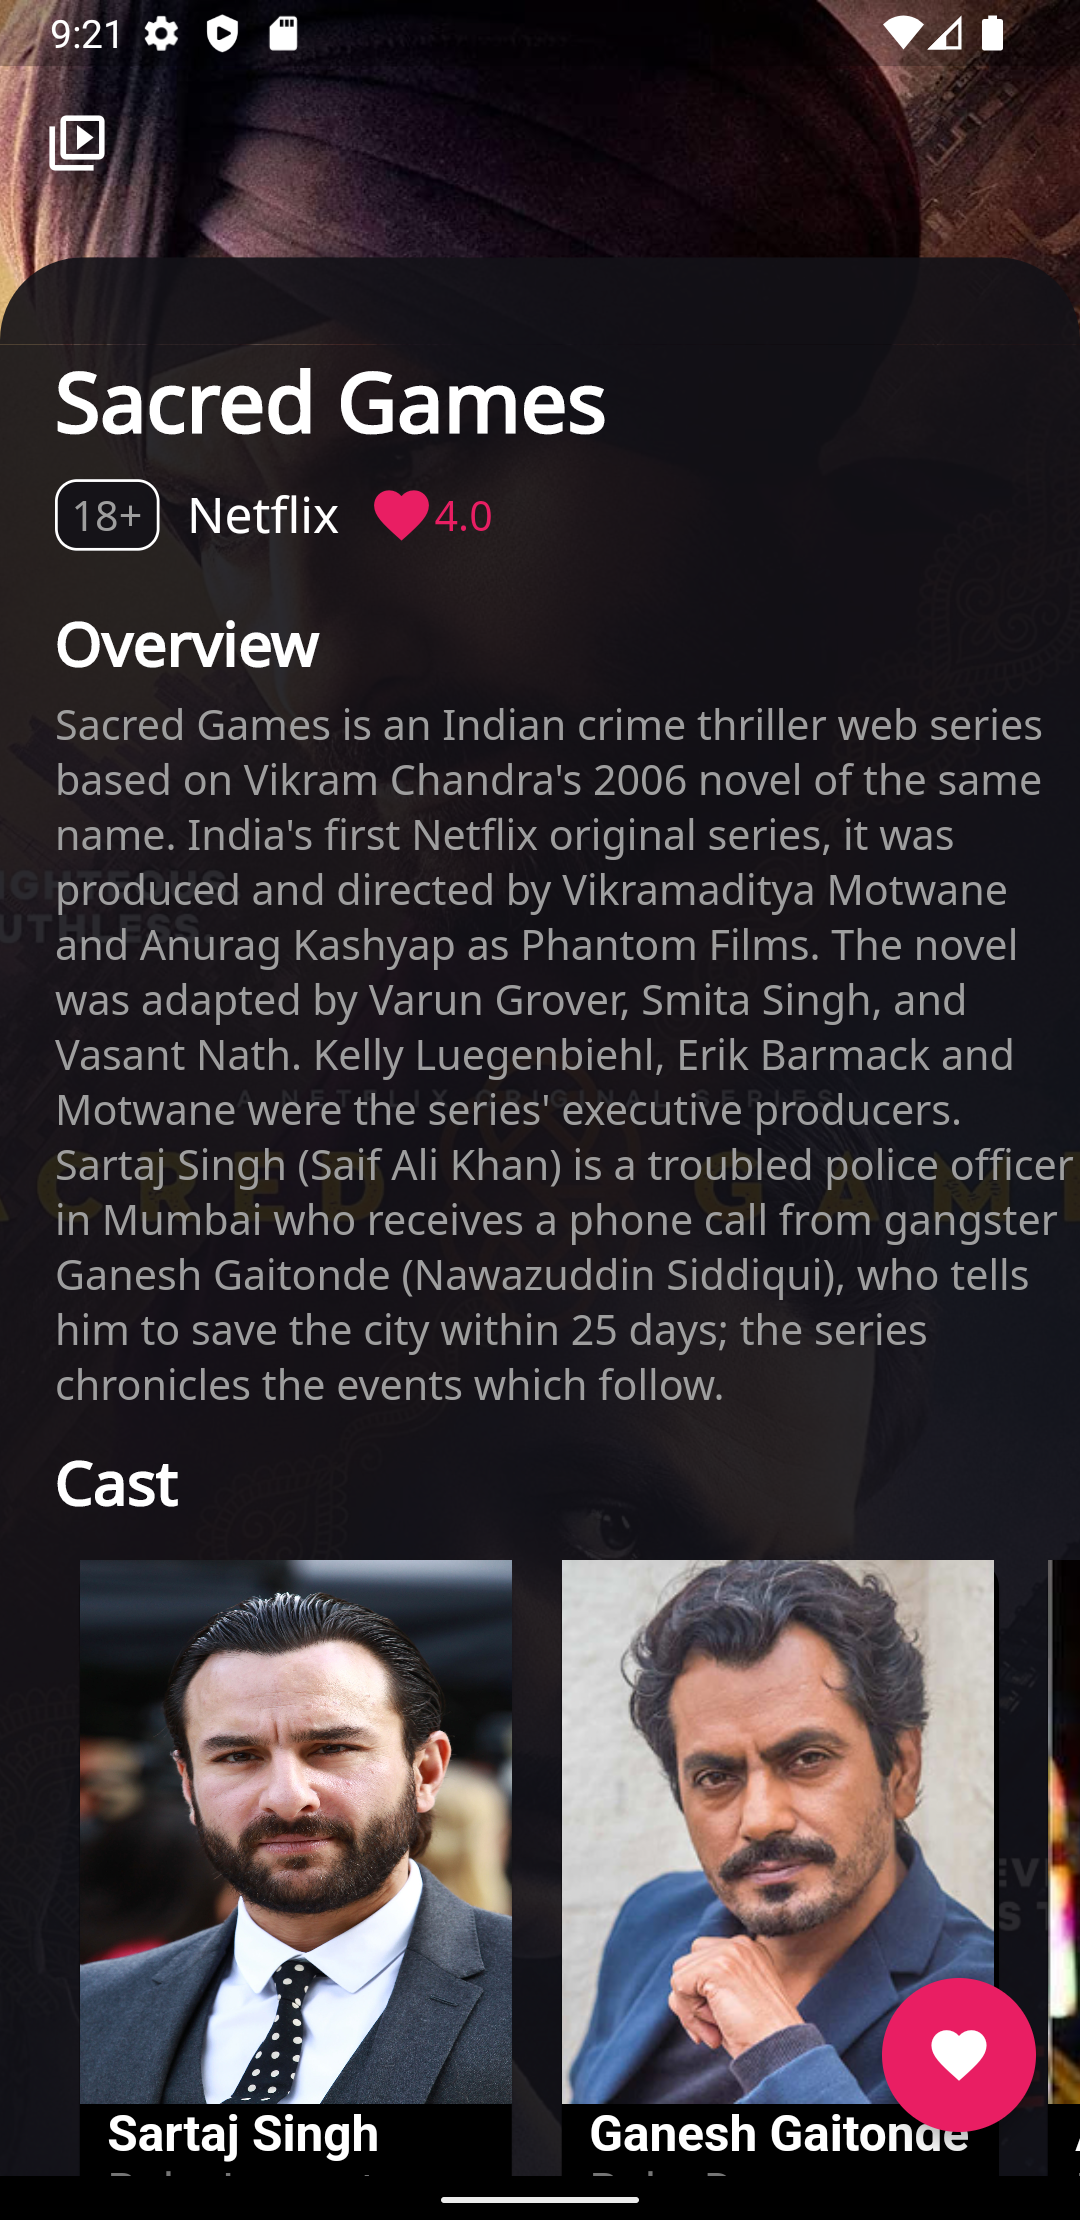 9:21
Sacred Games
18+ Netflix 4.0
Overview
Sacred Games is an Indian crime thriller web series
based on Vikram Chandra's 2006 novel of the same
name. India's first Netflix original series, it was
produced and directed by Vikramaditya Motwane
and Anurag Kashyap as Phantom Films. The novel
was adapted by Varun Grover, Smita Singh, and
Vasant Nath. Kelly Luegenbiehl, Erik Barmack and
Motwane were the series' executive producers.
Sartaj Singh (Saif Ali Khan) is a troubled police officer
in Mumbai who receives a phone call from gangster
Ganesh Gaitonde (Nawazuddin Siddiqui), who tells
him to save the city within 25 days; the series
chronicles the events which follow.
A NETFLIX ORIGINAL SERIES
Cast
Sartaj Singh
Ganesh Gaitonde